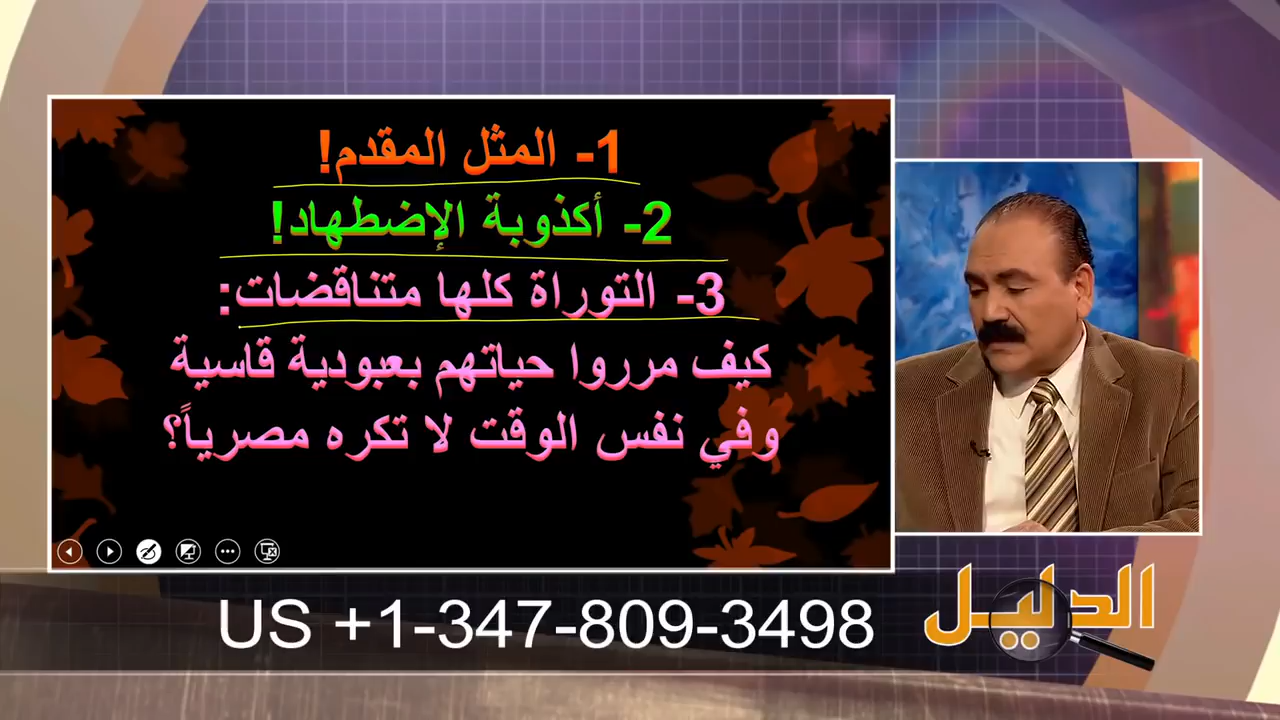 1- المثل المقدم!
2- أكذوبة الإضطهاد!
3- التوراة كلها متناقضات:
كيف مرروا حياتهم بعبودية قاسية
وفي نفس الوقت لا تكره مصرياً؟
US +1-347-809-3498
الدليل